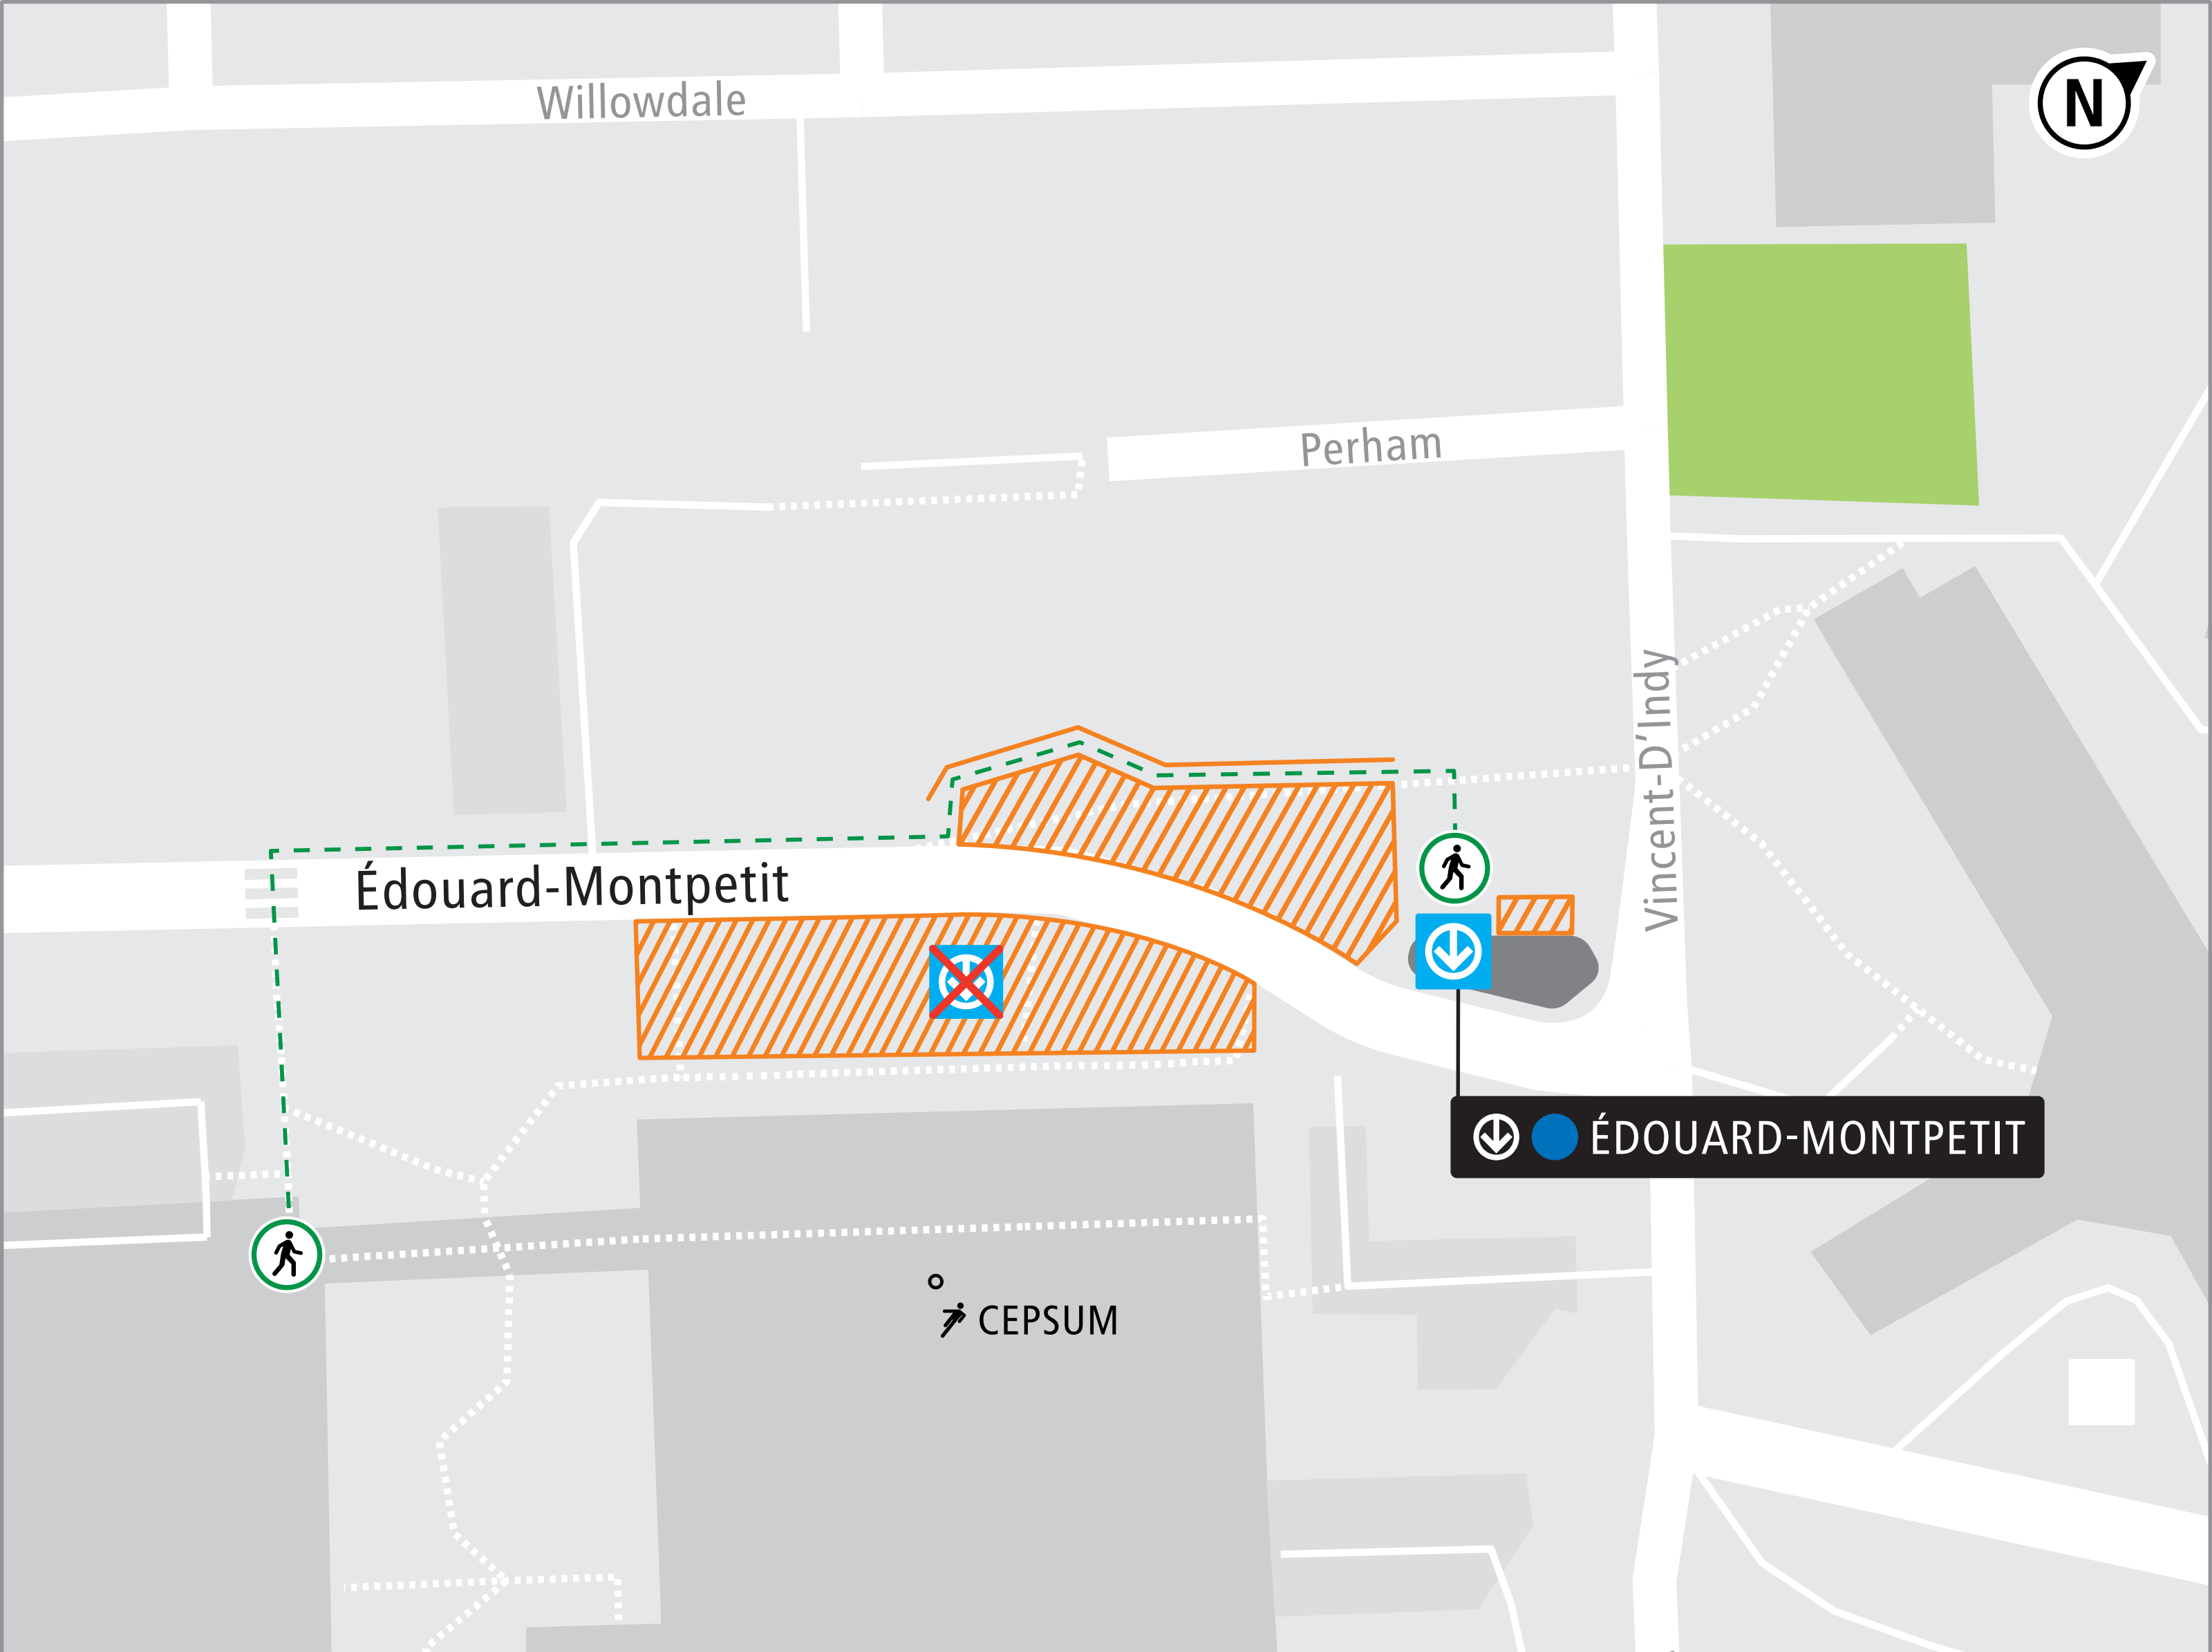 Willowdale
N
Perham
Vincent-D'Indy
Édouard-Montpetit
ÉDOUARD-MONTPETIT
CEPSUM